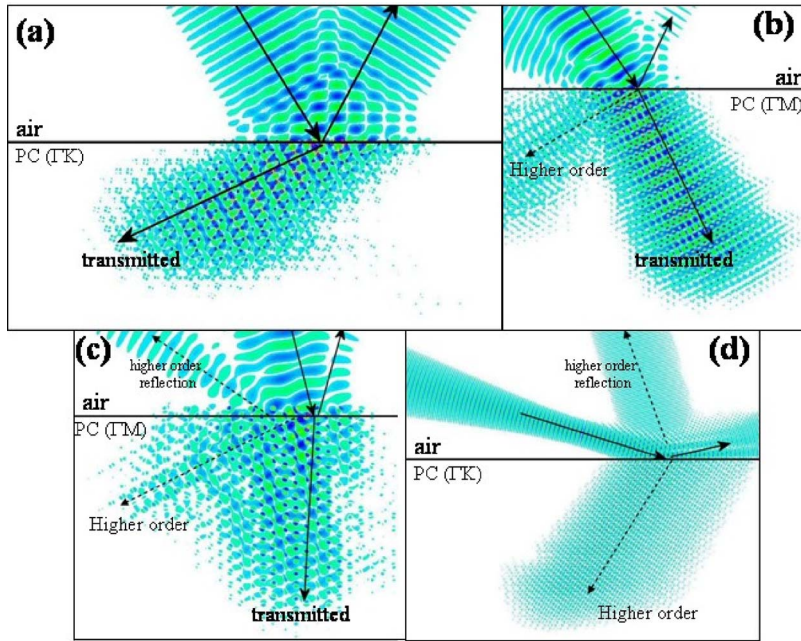 (a)
air
PC (ΓK)
transmitted
(b)
air
PC (ΓM)
Higher order
transmitted
(c)
higher order
reflection
air
PC (ΓM)
Higher order
transmitted
(d)
higher order
reflection
air
PC (ΓK)
Higher order